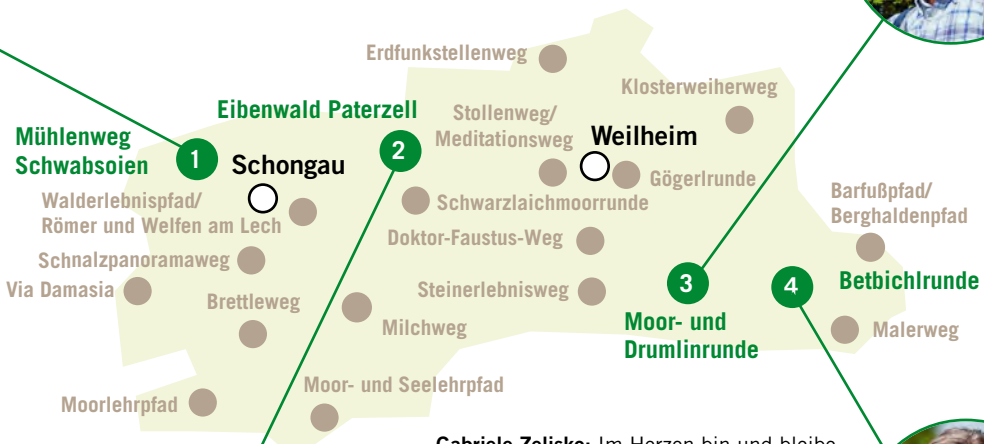 Erdfunkstellenweg
Klosterweiherweg
Eibenwald Paterzell
Stollenweg/
Meditationsweg
Weilheim
Mühlenweg
Schwabsoien
1
2
Schongau
Gögerlrunde
Walderlebnispfad/
Römer und Welfen am Lech
Schwarzlaichmoorrunde
Barfußpfad/
Berghaldenpfad
Doktor-Faustus-Weg
Schnalzpanoramaweg
Via Damasia
Brettleweg
Steinerlebnisweg
3
4
Betbichlrunde
Milchweg
Moor- und
Drumlinrunde
Malerweg
Moor- und Seelehrpfad
Moorlehrpfad
Gabriele Zelisko: Im Herzen bin und bleibe